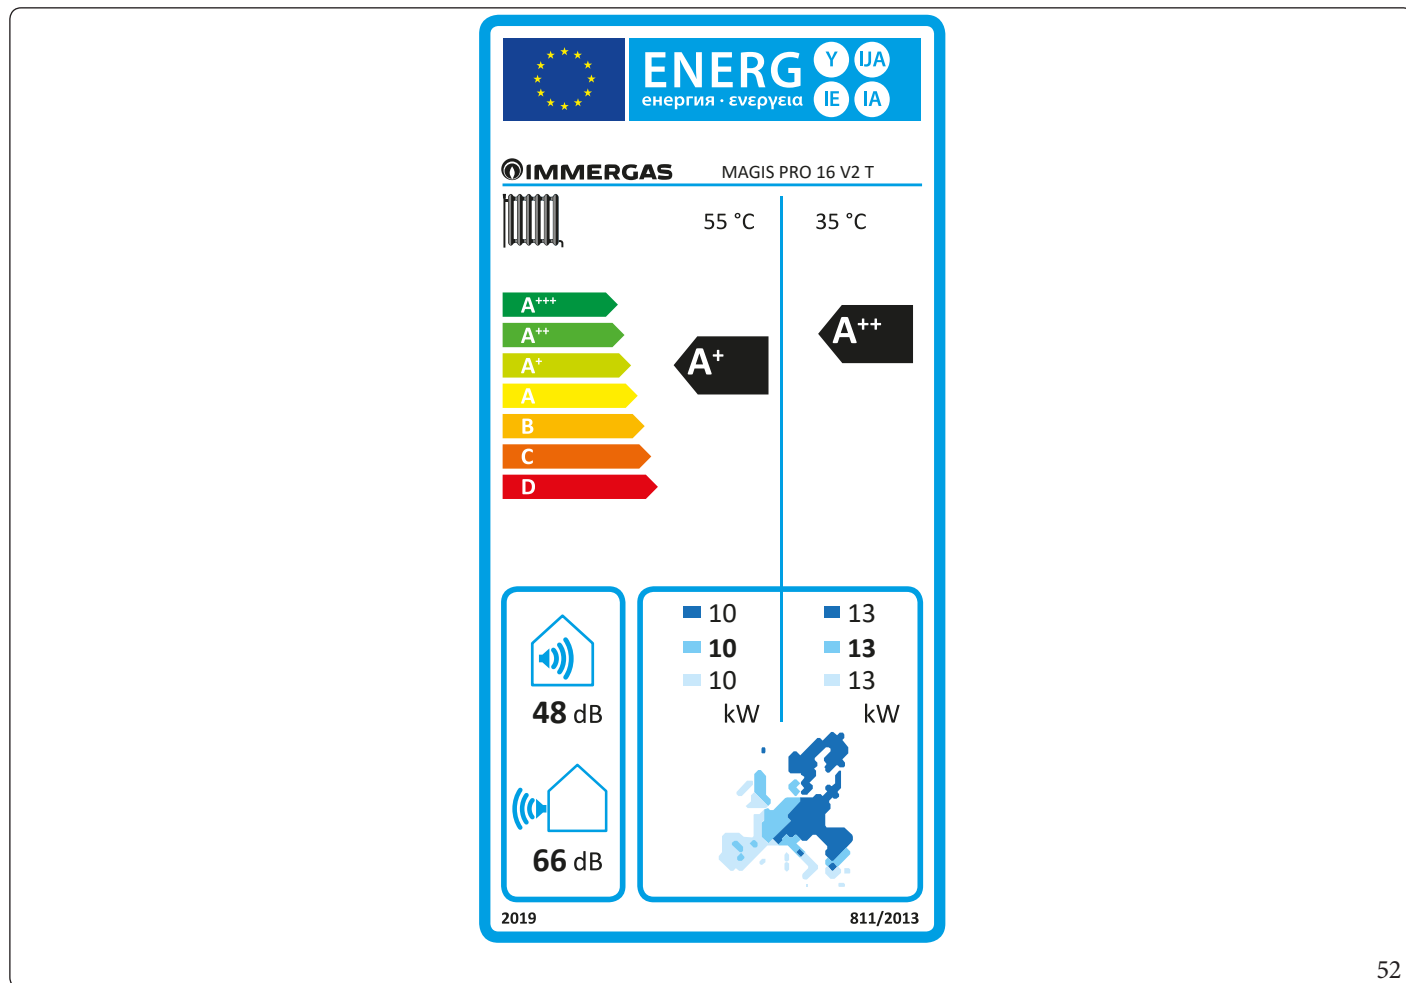 ENERG
енергия · ενεργεια
Y IJA
IE IA
IMMERGAS MAGIS PRO 16 V2 T
55 °C 35 °C
A+++
A++
A+
A
B
C
D
A+
A++
48 dB
66 dB
10 13
10 13
10 13
kW kW
2019 811/2013
52